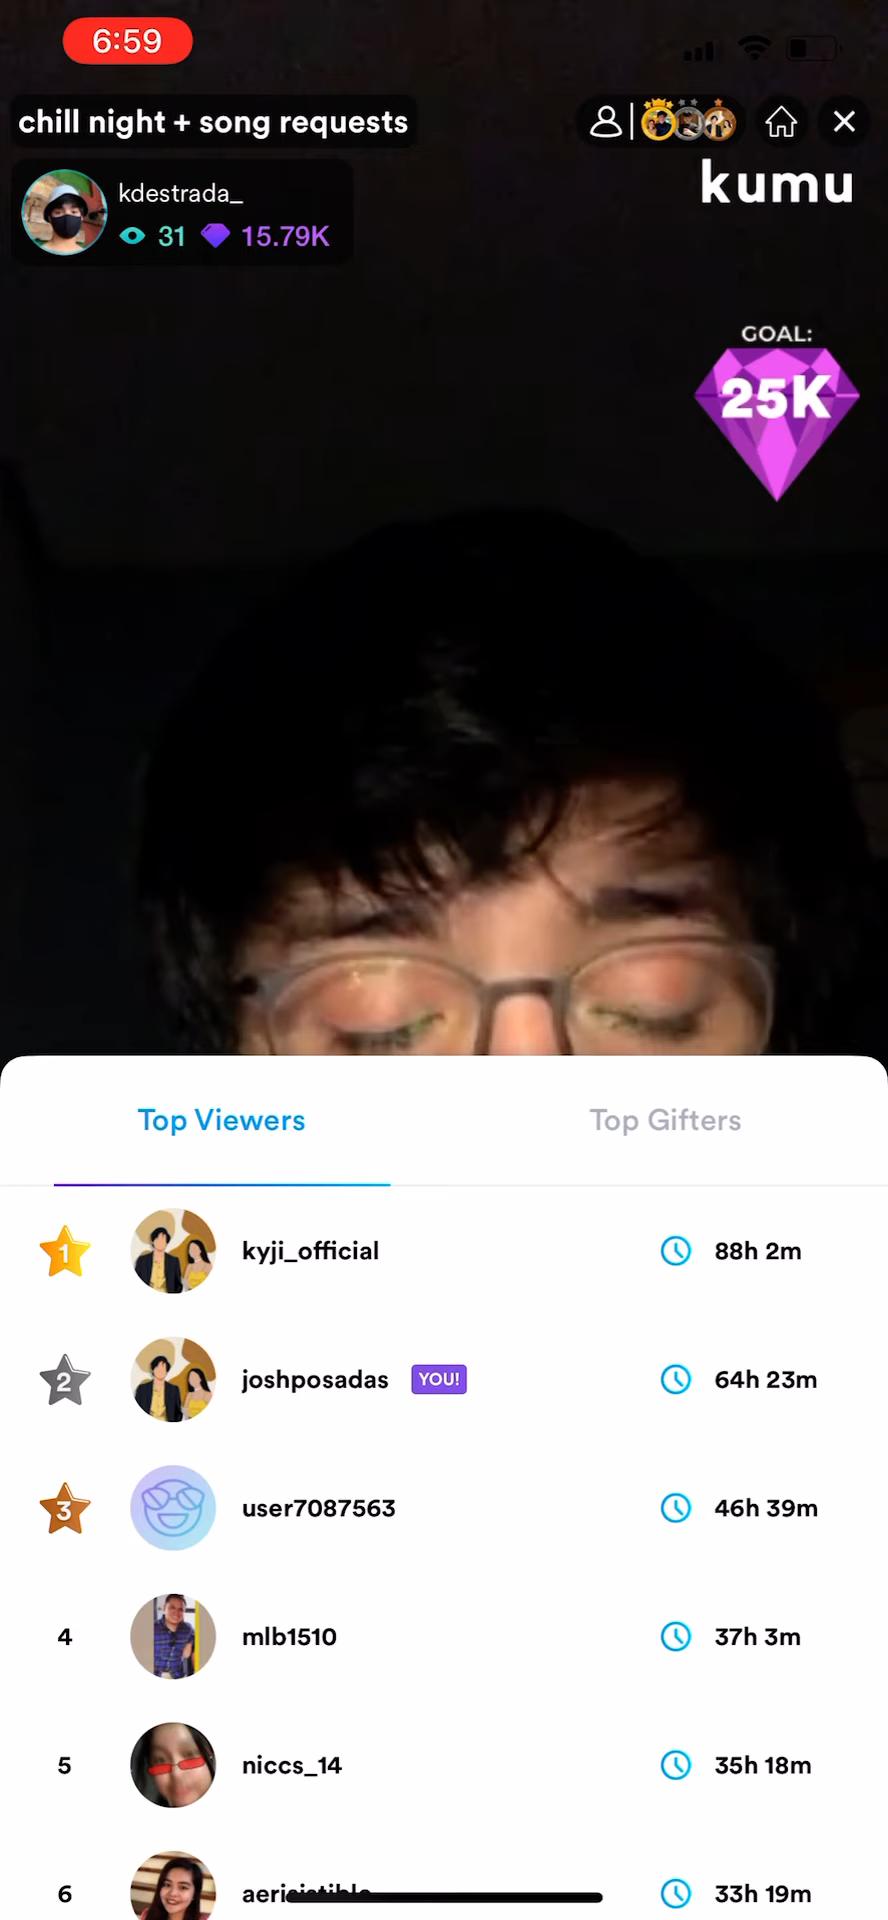 6:59
chill night + song requests
kdestrada_
31 15.79K
kumu
GOAL:
25K
Top Viewers Top Gifters
1 kyji_official 88h 2m
2 joshposadas YOU! 64h 23m
3 user7087563 46h 39m
4 mlb1510 37h 3m
5 niccs_14 35h 18m
6 33h 19m